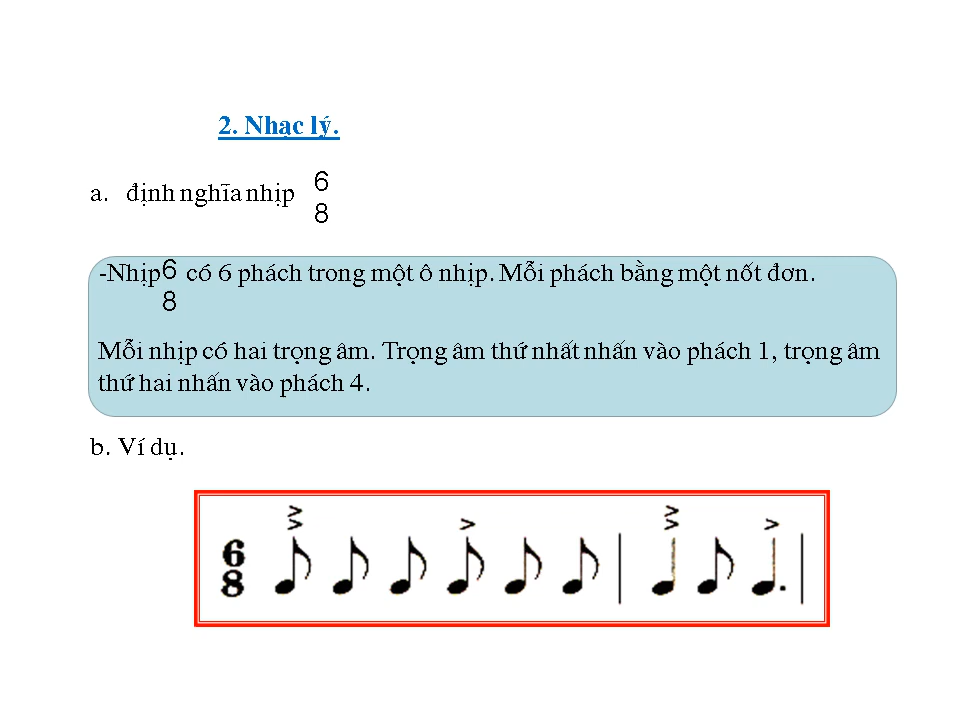 2. Nhạc lý.
a. định nghĩa nhịp 6
8
-Nhịp 6 có 6 phách trong một ô nhịp. Mỗi phách bằng một nốt đơn.
8
Mỗi nhịp có hai trọng âm. Trọng âm thứ nhất nhấn vào phách 1, trọng âm
thứ hai nhấn vào phách 4.
b. Ví dụ.
6
8